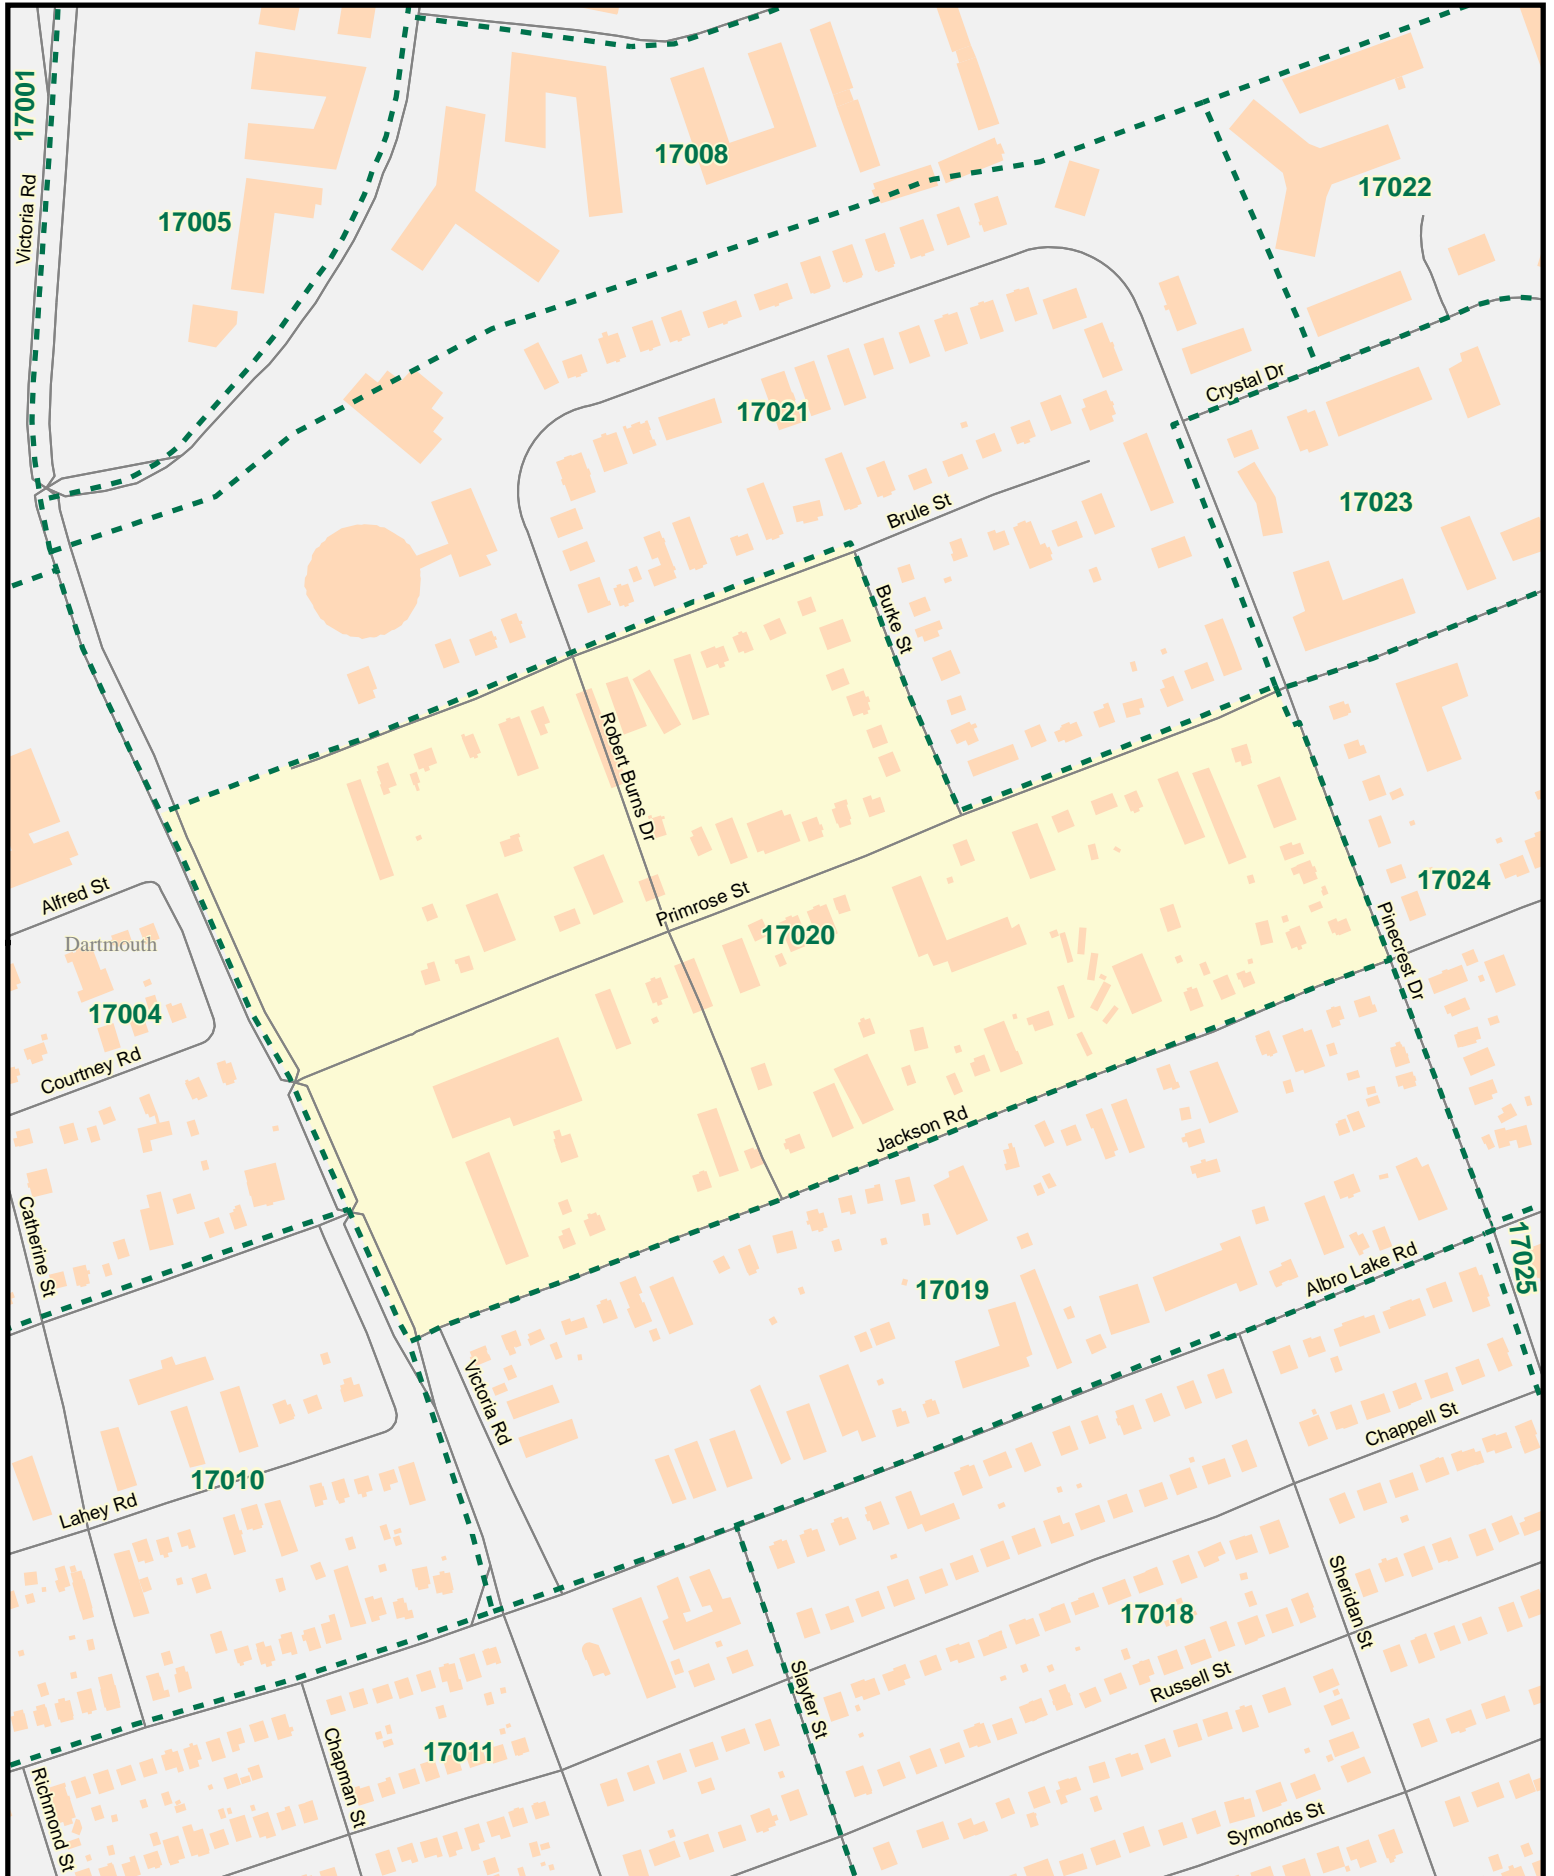 17001
Victoria Rd
17005
17008
17022
Crystal Dr
17021
17023
Brule St
Burke St
Robert Burns Dr
Alfred St
Dartmouth
17004
Courtney Rd
Primrose St
17020
17024
Pinecrest Dr
Jackson Rd
Catherine St
17019
Albro Lake Rd
17025
Victoria Rd
Chappell St
17010
Lahey Rd
Sheridan St
17018
Slayter St
Russell St
Chapman St
17011
Richmond St
Symonds St